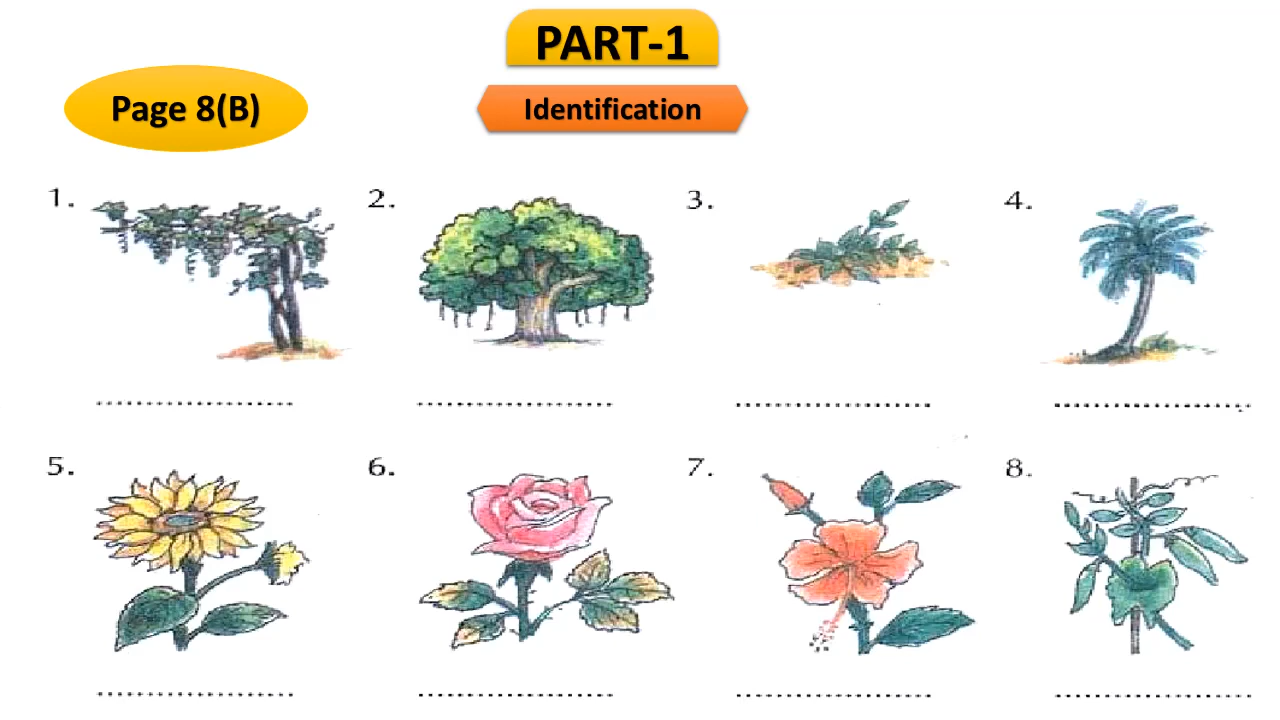 PART-1
Page 8(B)
Identification
1.
2.
3.
4.
5.
6.
7.
8.